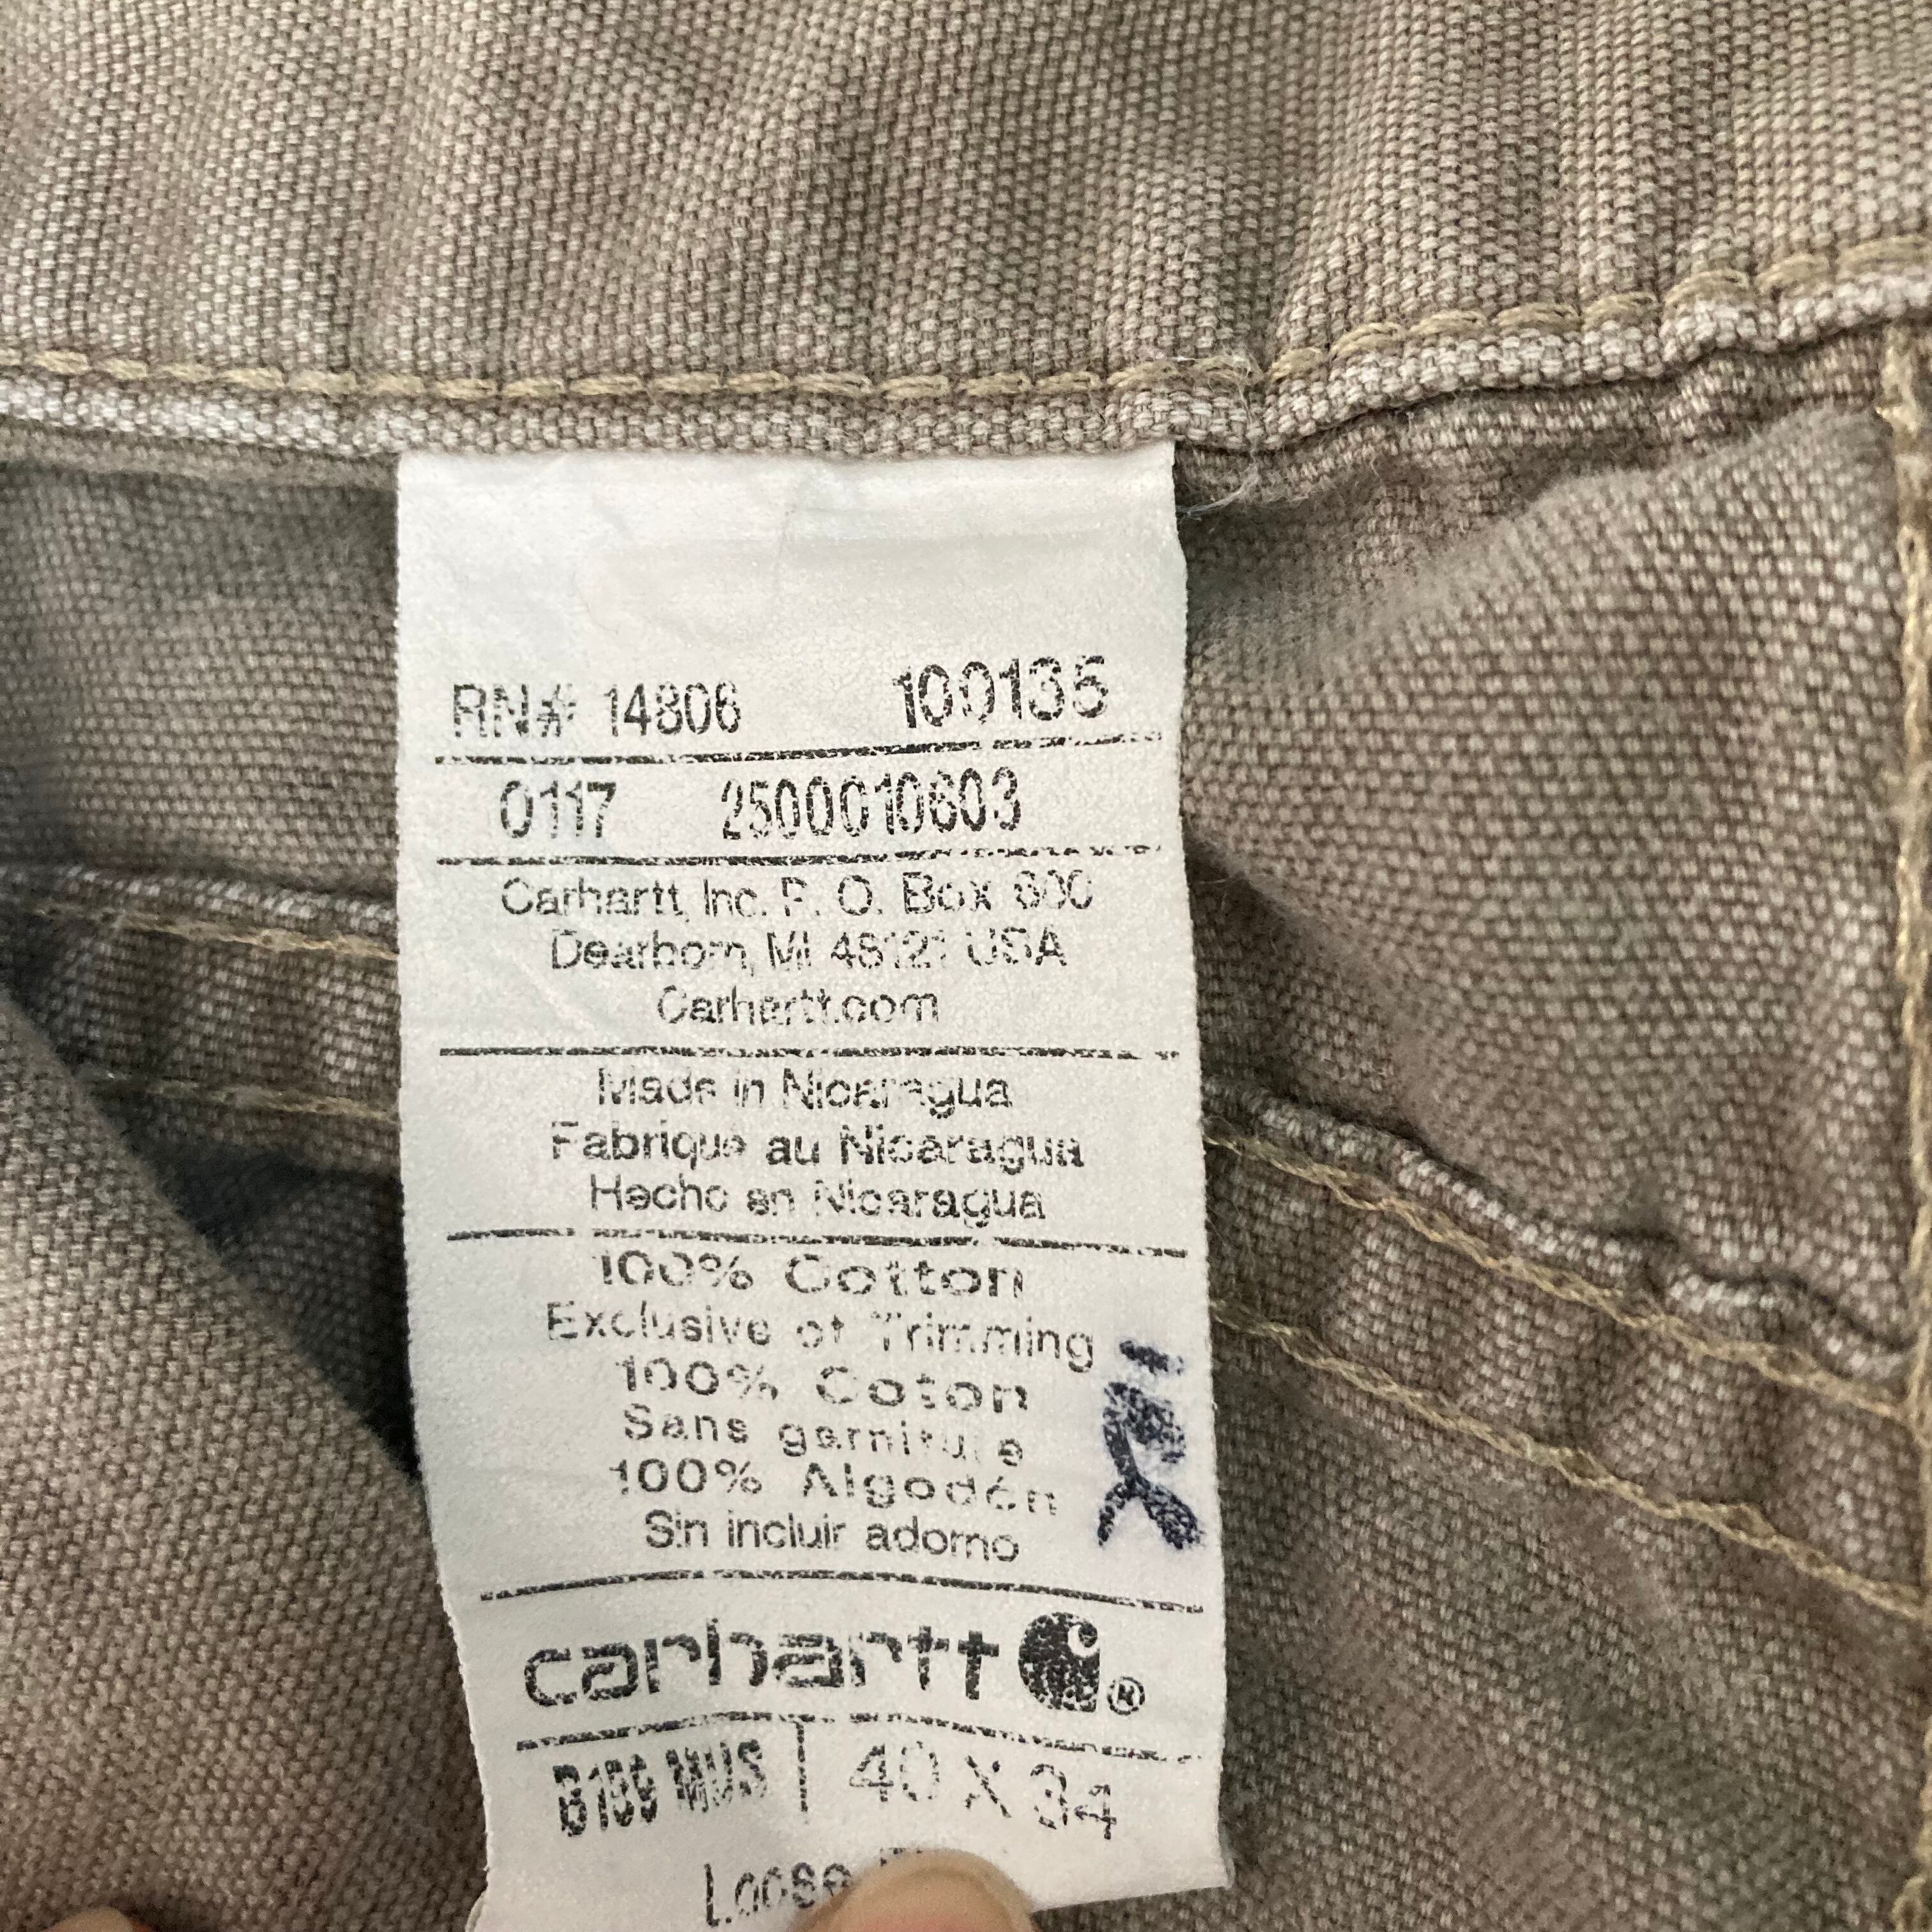 RN# 14806 100135
0117 2500010603
Carhartt, Inc. P. O. Box 600
Dearborn, MI 48121 USA
Carhartt.com
Made in Nicaragua
Fabriqué au Nicaragua
Hecho en Nicaragua
100% Cotton
Exclusive of Trimming
100% Coton
Sans garniture
100% Algodón
Sin incluir adorno
carhartt ®
MUS 40 X 34
Loose